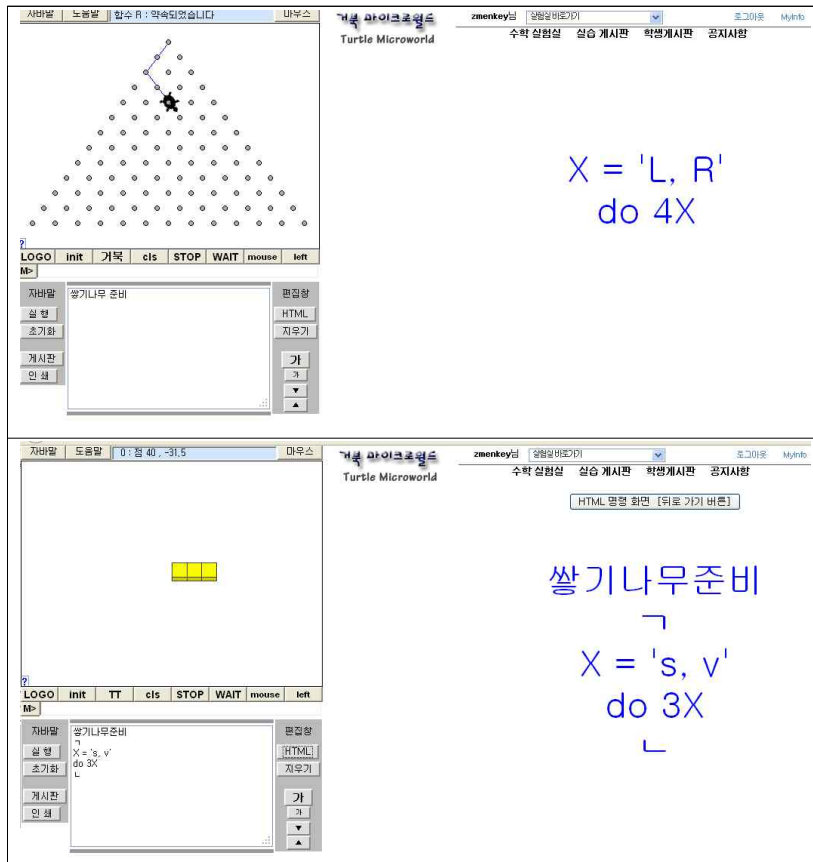 자바말 도움말 함수 R : 약속되었습니다 마우스
거북 마이크로월드
Turtle Microworld
zmenkey님 실험실바로가기 로그아웃 MyInfo
수학 실험실 실습 게시판 학생게시판 공지사항
X = 'L, R'
do 4X
?
LOGO init 거북 cls STOP WAIT mouse left
M>
자바말 쌓기나무 준비 편집창
실 행 HTML
초기화 지우기
게시판 가
인 쇄 가
▼
▲
자바말 도움말 0 : 점 40 , -31.5 마우스
거북 마이크로월드
Turtle Microworld
zmenkey님 실험실바로가기 로그아웃 MyInfo
수학 실험실 실습 게시판 학생게시판 공지사항
HTML 명령 화면 [뒤로 가기 버튼]
쌓기나무준비
ㄱ
X = 's, v'
do 3X
ㄴ
?
LOGO init TT cls STOP WAIT mouse left
M>
자바말 쌓기나무준비 편집창
ㄱ
실 행 X = 's, v' HTML
초기화 do 3X 지우기
ㄴ
게시판 가
인 쇄 가
▼
▲